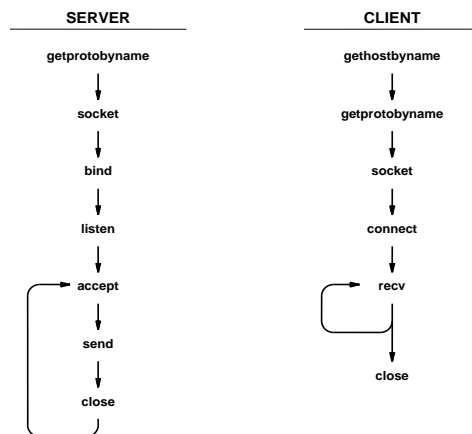 SERVER
getprotobyname
socket
bind
listen
accept
send
close
CLIENT
gethostbyname
getprotobyname
socket
connect
recv
close